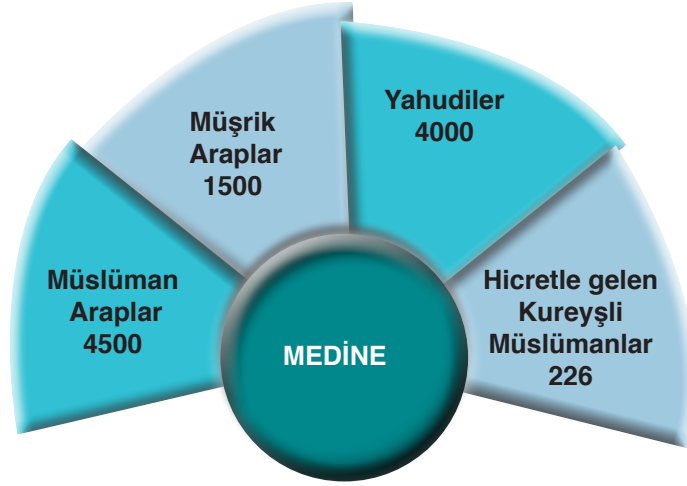 Müslüman
Araplar
4500
Müşrik
Araplar
1500
Yahudiler
4000
Hicretle gelen
Kureyşli
Müslümanlar
226
MEDİNE